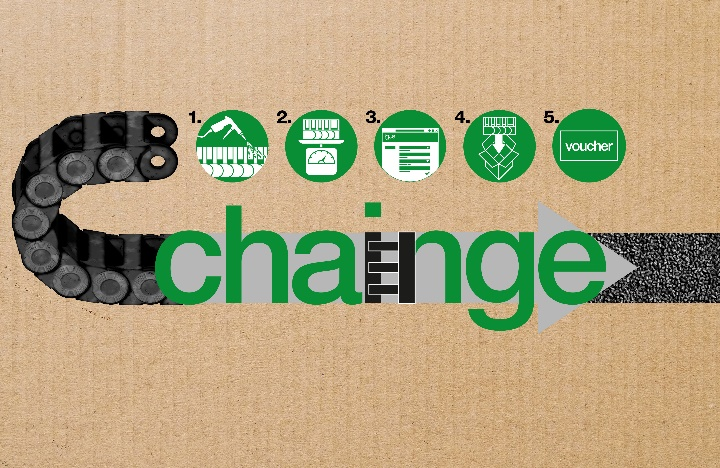 1. 2. 3. 4. 5.
voucher
chainge